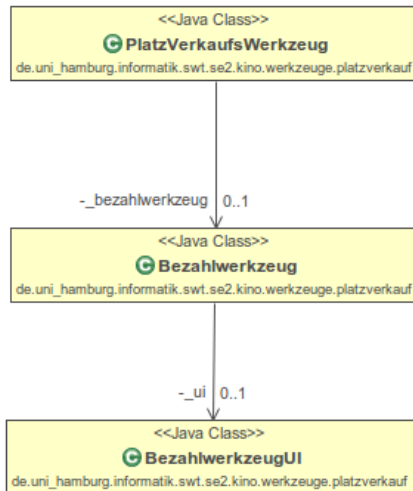 <<Java Class>>
PlatzVerkaufsWerkzeug
de.uni_hamburg.informatik.swt.se2.kino.werkzeuge.platzverkauf
-_bezahlwerkzeug 0..1
<<Java Class>>
Bezahlwerkzeug
de.uni_hamburg.informatik.swt.se2.kino.werkzeuge.platzverkauf
-_ui 0..1
<<Java Class>>
BezahlwerkzeugUI
de.uni_hamburg.informatik.swt.se2.kino.werkzeuge.platzverkauf